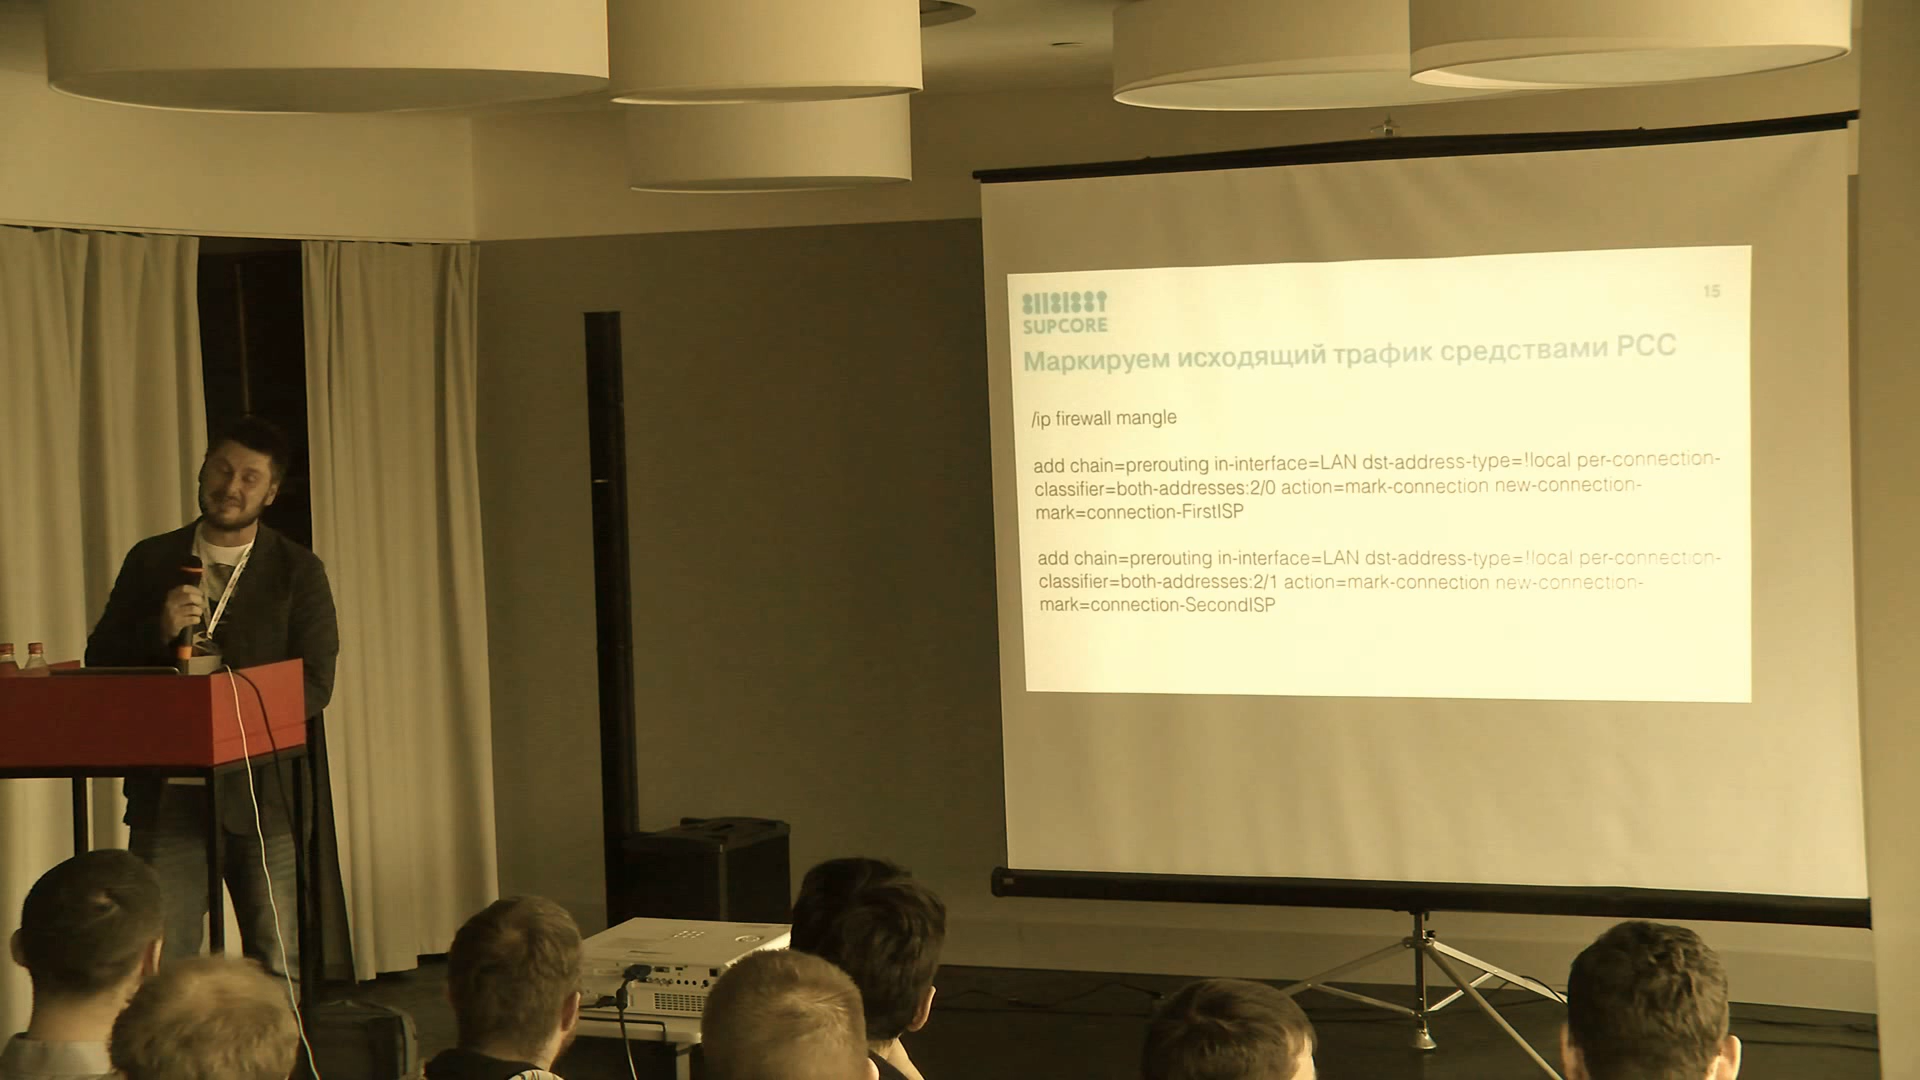 SUPCORE
15
Маркируем исходящий трафик средствами PCC
/ip firewall mangle
add chain=prerouting in-interface=LAN dst-address-type=!local per-connection-
classifier=both-addresses:2/0 action=mark-connection new-connection-
mark=connection-FirstISP
add chain=prerouting in-interface=LAN dst-address-type=!local per-connection-
classifier=both-addresses:2/1 action=mark-connection new-connection-
mark=connection-SecondISP